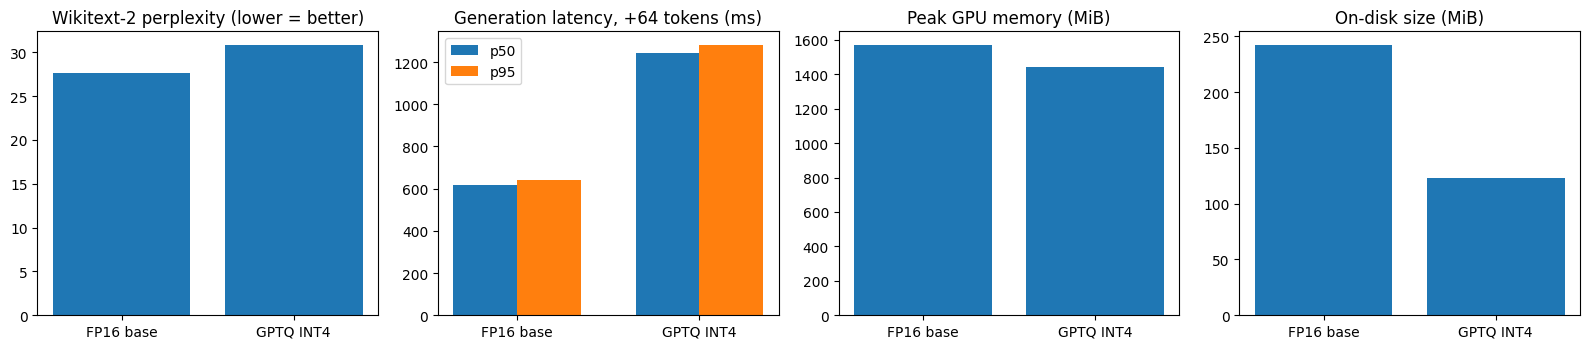 Wikitext-2 perplexity (lower = better)
30
25
20
15
10
5
0
FP16 base
GPTQ INT4
Generation latency, +64 tokens (ms)
p50
p95
1200
1000
800
600
400
200
0
FP16 base
GPTQ INT4
Peak GPU memory (MiB)
1600
1400
1200
1000
800
600
400
200
0
FP16 base
GPTQ INT4
On-disk size (MiB)
250
200
150
100
50
0
FP16 base
GPTQ INT4